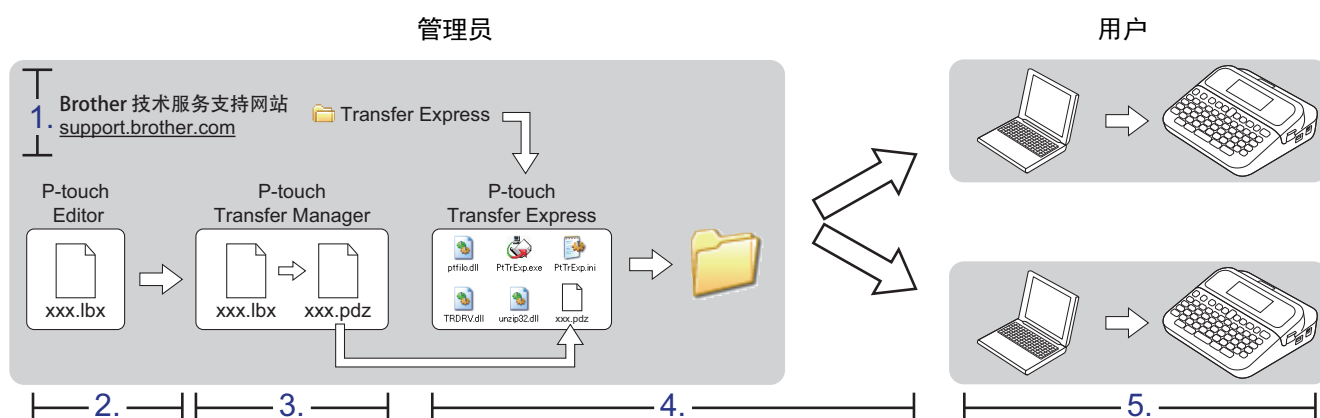 管理员
用户
1.
Brother 技术服务支持网站
support.brother.com
Transfer Express
P-touch
Editor
xxx.lbx
P-touch
Transfer Manager
xxx.lbx
xxx.pdz
P-touch
Transfer Express
ptfilo.dll
PtTrExp.exe
PtTrExp.ini
TRDRV.dll
unzip32.dll
xxx.pdz
2.
3.
4.
5.